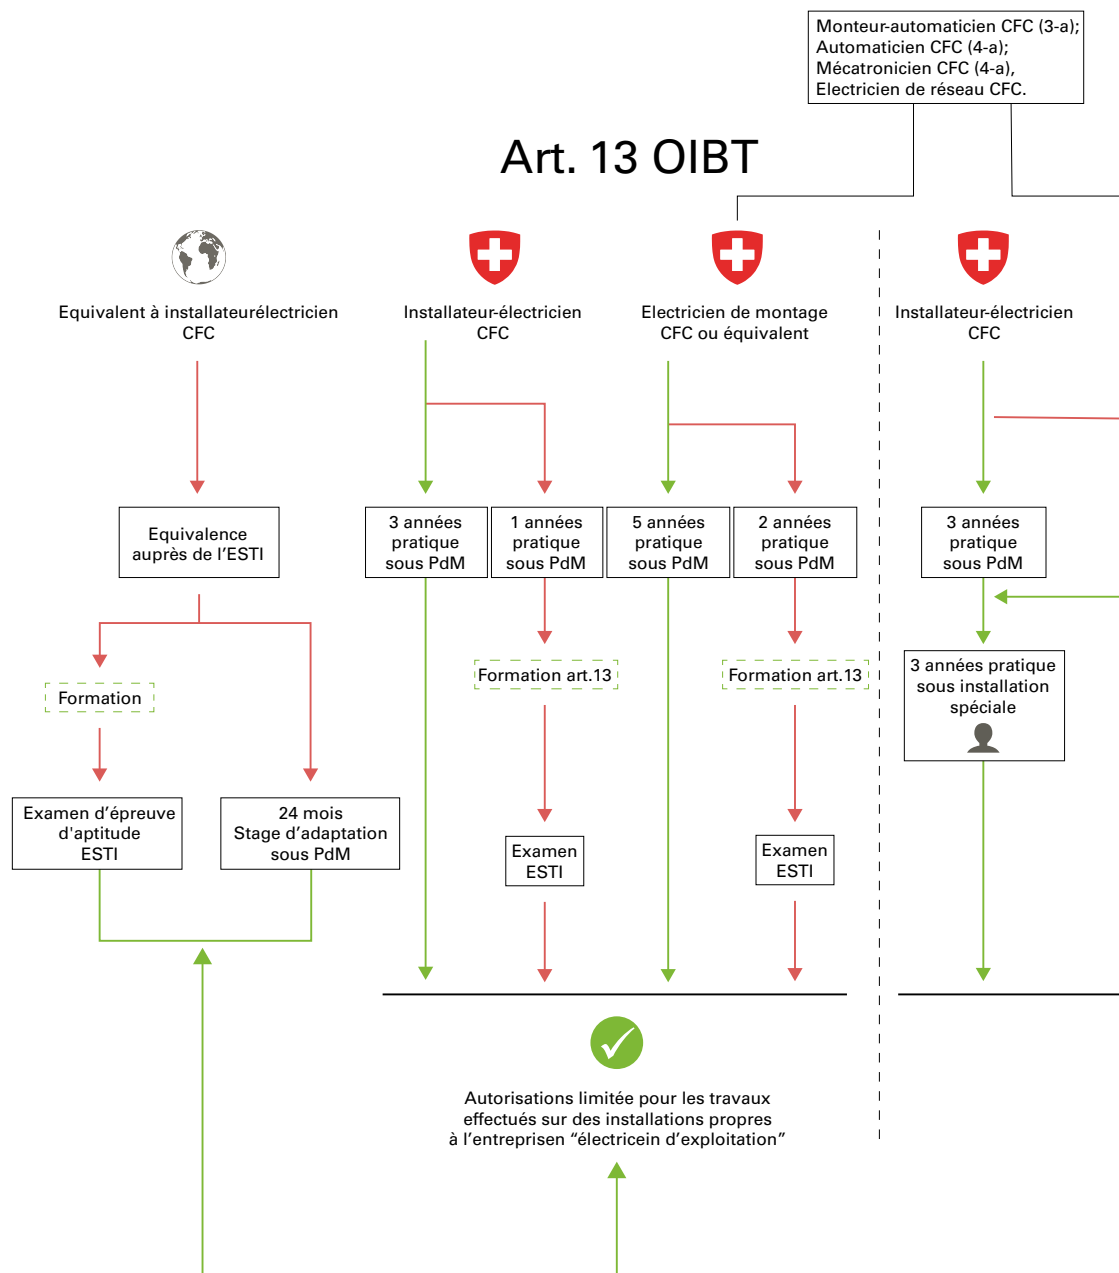 Monteur-automaticien CFC (3-a);
Automaticien CFC (4-a);
Mécatronicien CFC (4-a),
Electricien de réseau CFC.
Art. 13 OIBT
Equivalent à installateurélectricien
CFC
Installateur-électricien
CFC
Electricien de montage
CFC ou équivalent
Installateur-électricien
CFC
Equivalence
auprès de l’ESTI
3 années
pratique
sous PdM
1 années
pratique
sous PdM
5 années
pratique
sous PdM
2 années
pratique
sous PdM
3 années
pratique
sous PdM
Formation
Formation art.13
Formation art.13
3 années pratique
sous installation
spéciale
Examen d’épreuve
d'aptitude
ESTI
24 mois
Stage d’adaptation
sous PdM
Examen
ESTI
Examen
ESTI
Autorisations limitée pour les travaux
effectués sur des installations propres
à l’entreprisen “électricein d’exploitation”